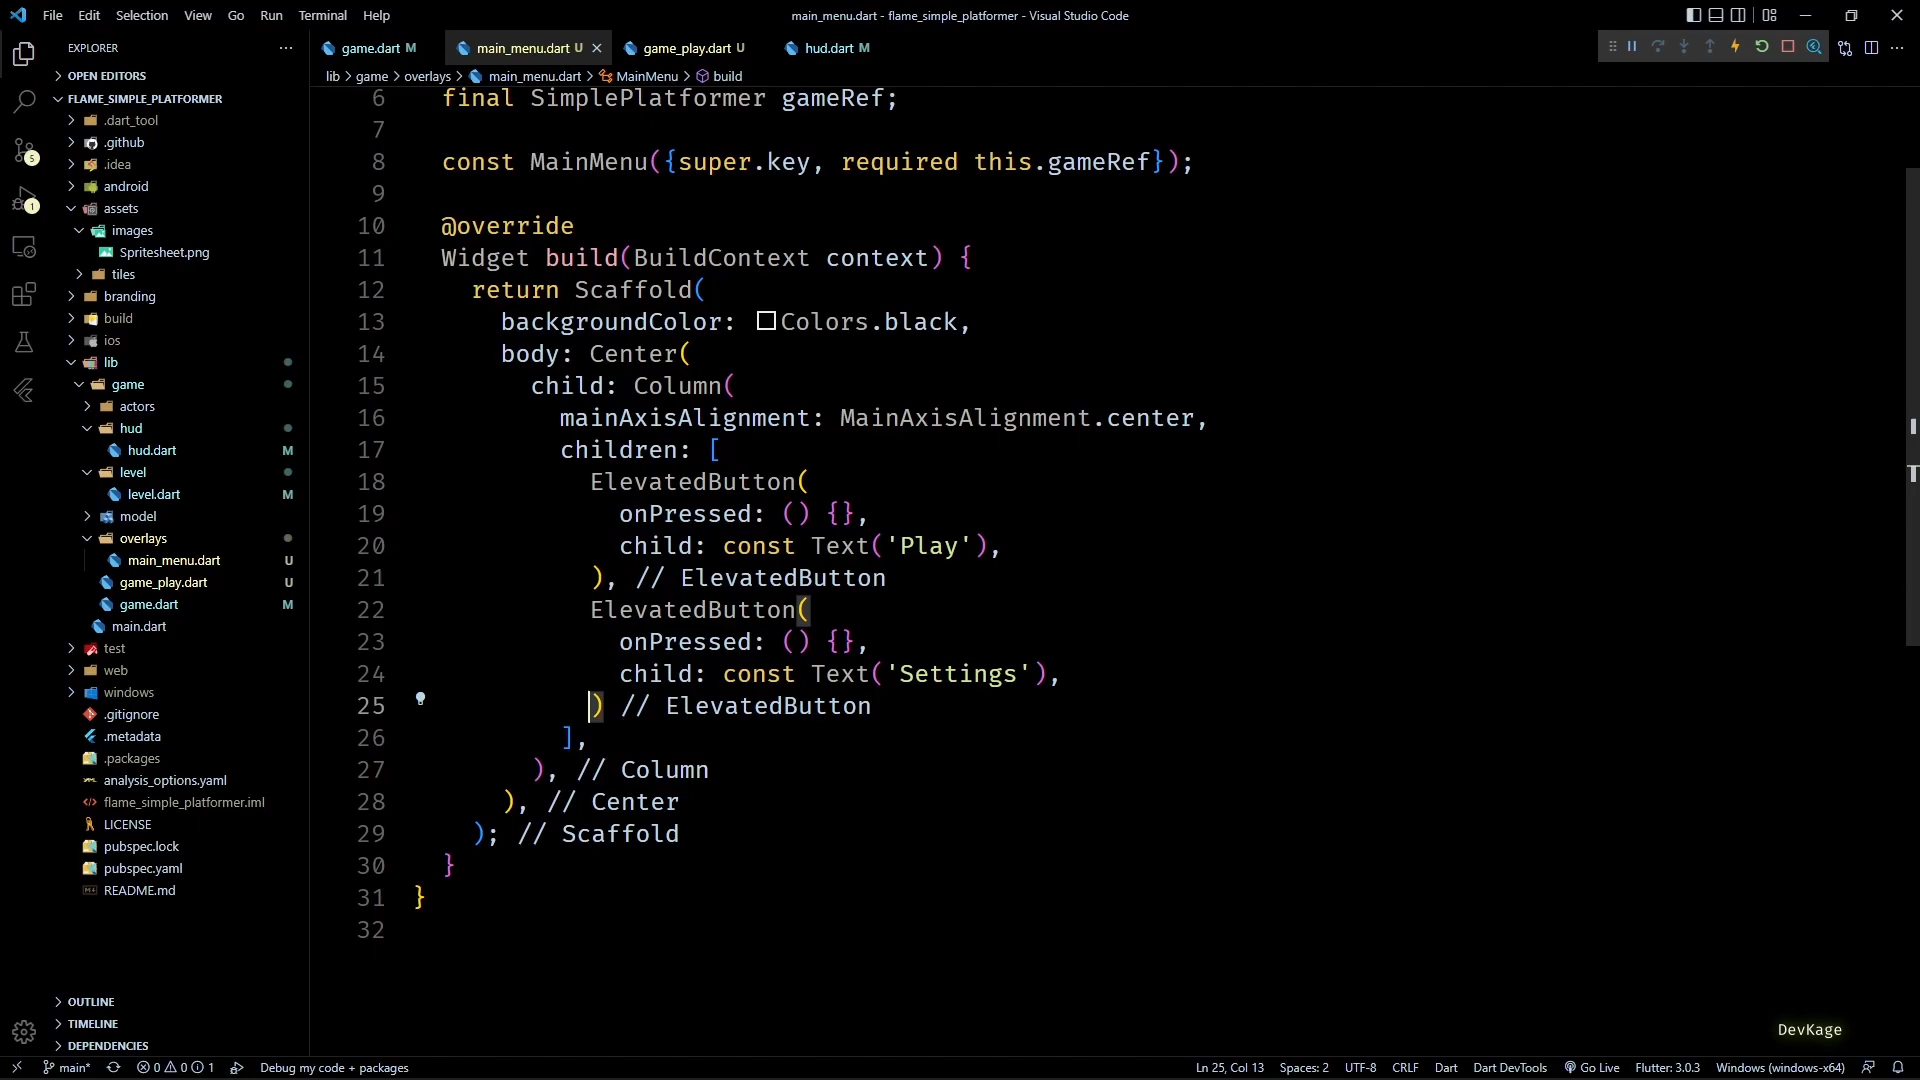 File Edit Selection View Go Run Terminal Help
main_menu.dart - flame_simple_platformer - Visual Studio Code
EXPLORER
OPEN EDITORS
FLAME_SIMPLE_PLATFORMER
.dart_tool
.github
.idea
android
assets
images
Spritesheet.png
tiles
branding
build
ios
lib
game
actors
hud
hud.dart M
level
level.dart M
model
overlays
main_menu.dart U
game_play.dart U
game.dart M
main.dart
test
web
windows
.gitignore
.metadata
.packages
analysis_options.yaml
flame_simple_platformer.iml
LICENSE
pubspec.lock
pubspec.yaml
README.md
OUTLINE
TIMELINE
DEPENDENCIES
5
1
game.dart M main_menu.dart U game_play.dart U hud.dart M
lib > game > overlays > main_menu.dart > MainMenu > build
6 final SimplePlatformer gameRef;
7
8 const MainMenu({super.key, required this.gameRef});
9
10 @override
11 Widget build(BuildContext context) {
12 return Scaffold(
13 backgroundColor: Colors.black,
14 body: Center(
15 child: Column(
16 mainAxisAlignment: MainAxisAlignment.center,
17 children: [
18 ElevatedButton(
19 onPressed: () {},
20 child: const Text('Play'),
21 ), // ElevatedButton
22 ElevatedButton(
23 onPressed: () {},
24 child: const Text('Settings'),
25 ) // ElevatedButton
26 ],
27 ), // Column
28 ), // Center
29 ); // Scaffold
30 }
31 }
32
DevKage
main* 0 0 1 Debug my code + packages Ln 25, Col 13 Spaces: 2 UTF-8 CRLF Dart Dart DevTools Go Live Flutter: 3.0.3 Windows (windows-x64)